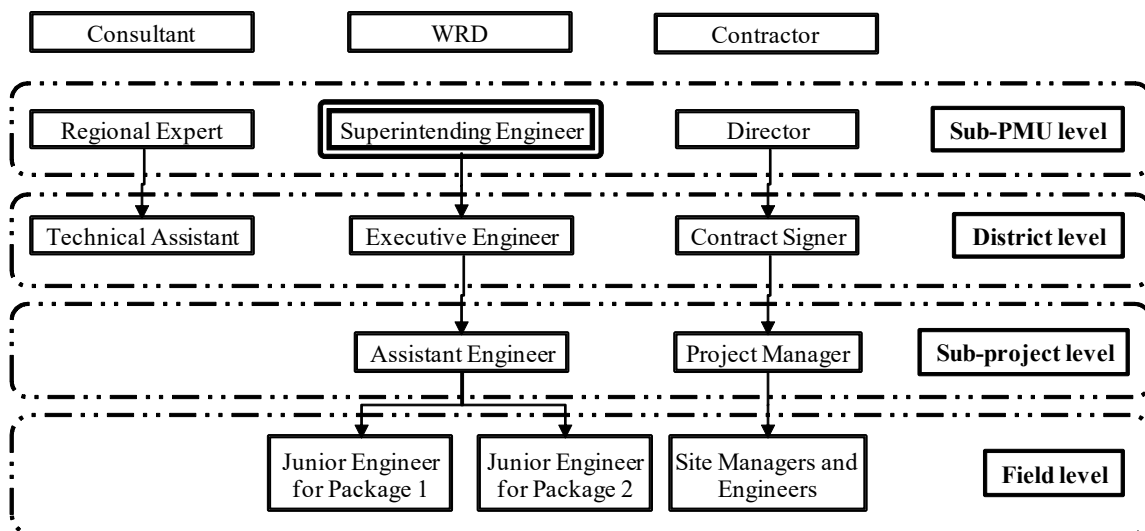 Consultant
WRD
Contractor
Regional Expert
Superintending Engineer
Director
Sub-PMU level
Technical Assistant
Executive Engineer
Contract Signer
District level
Assistant Engineer
Project Manager
Sub-project level
Junior Engineer
for Package 1
Junior Engineer
for Package 2
Site Managers and
Engineers
Field level